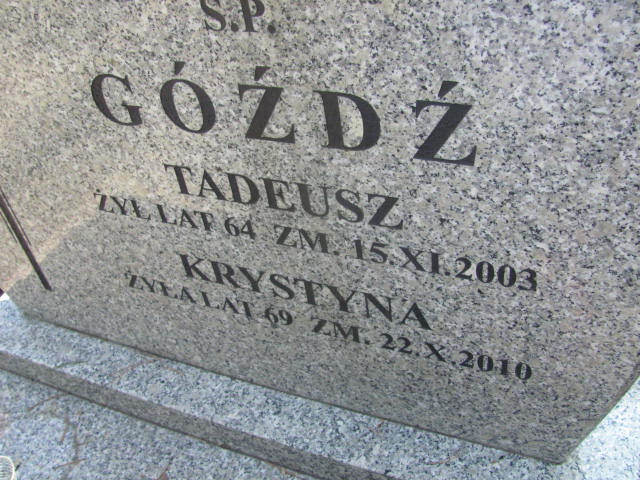 Ś.P.
GÓŹDŹ
TADEUSZ
ŻYŁ LAT 64 ZM. 15.XI.2003
KRYSTYNA
ŻYŁA LAT 69 ZM. 22.X.2010